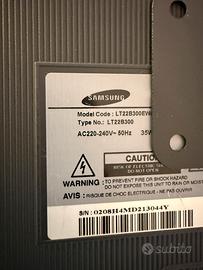 SAMSUNG
Model Code : LT22B300EW
Type No. : LT22B300
AC220-240V~ 50Hz 35W
CAUTION
RISK OF ELECTRIC SHOCK
DO NOT OPEN
WARNING : TO PREVENT FIRE OR SHOCK HAZARD
DO NOT EXPOSE THIS UNIT TO RAIN OR MOISTURE
AVIS : RISQUE DE CHOC ELECTRIQUE - NE PAS
S/N : 0208H4MD213044Y
subito